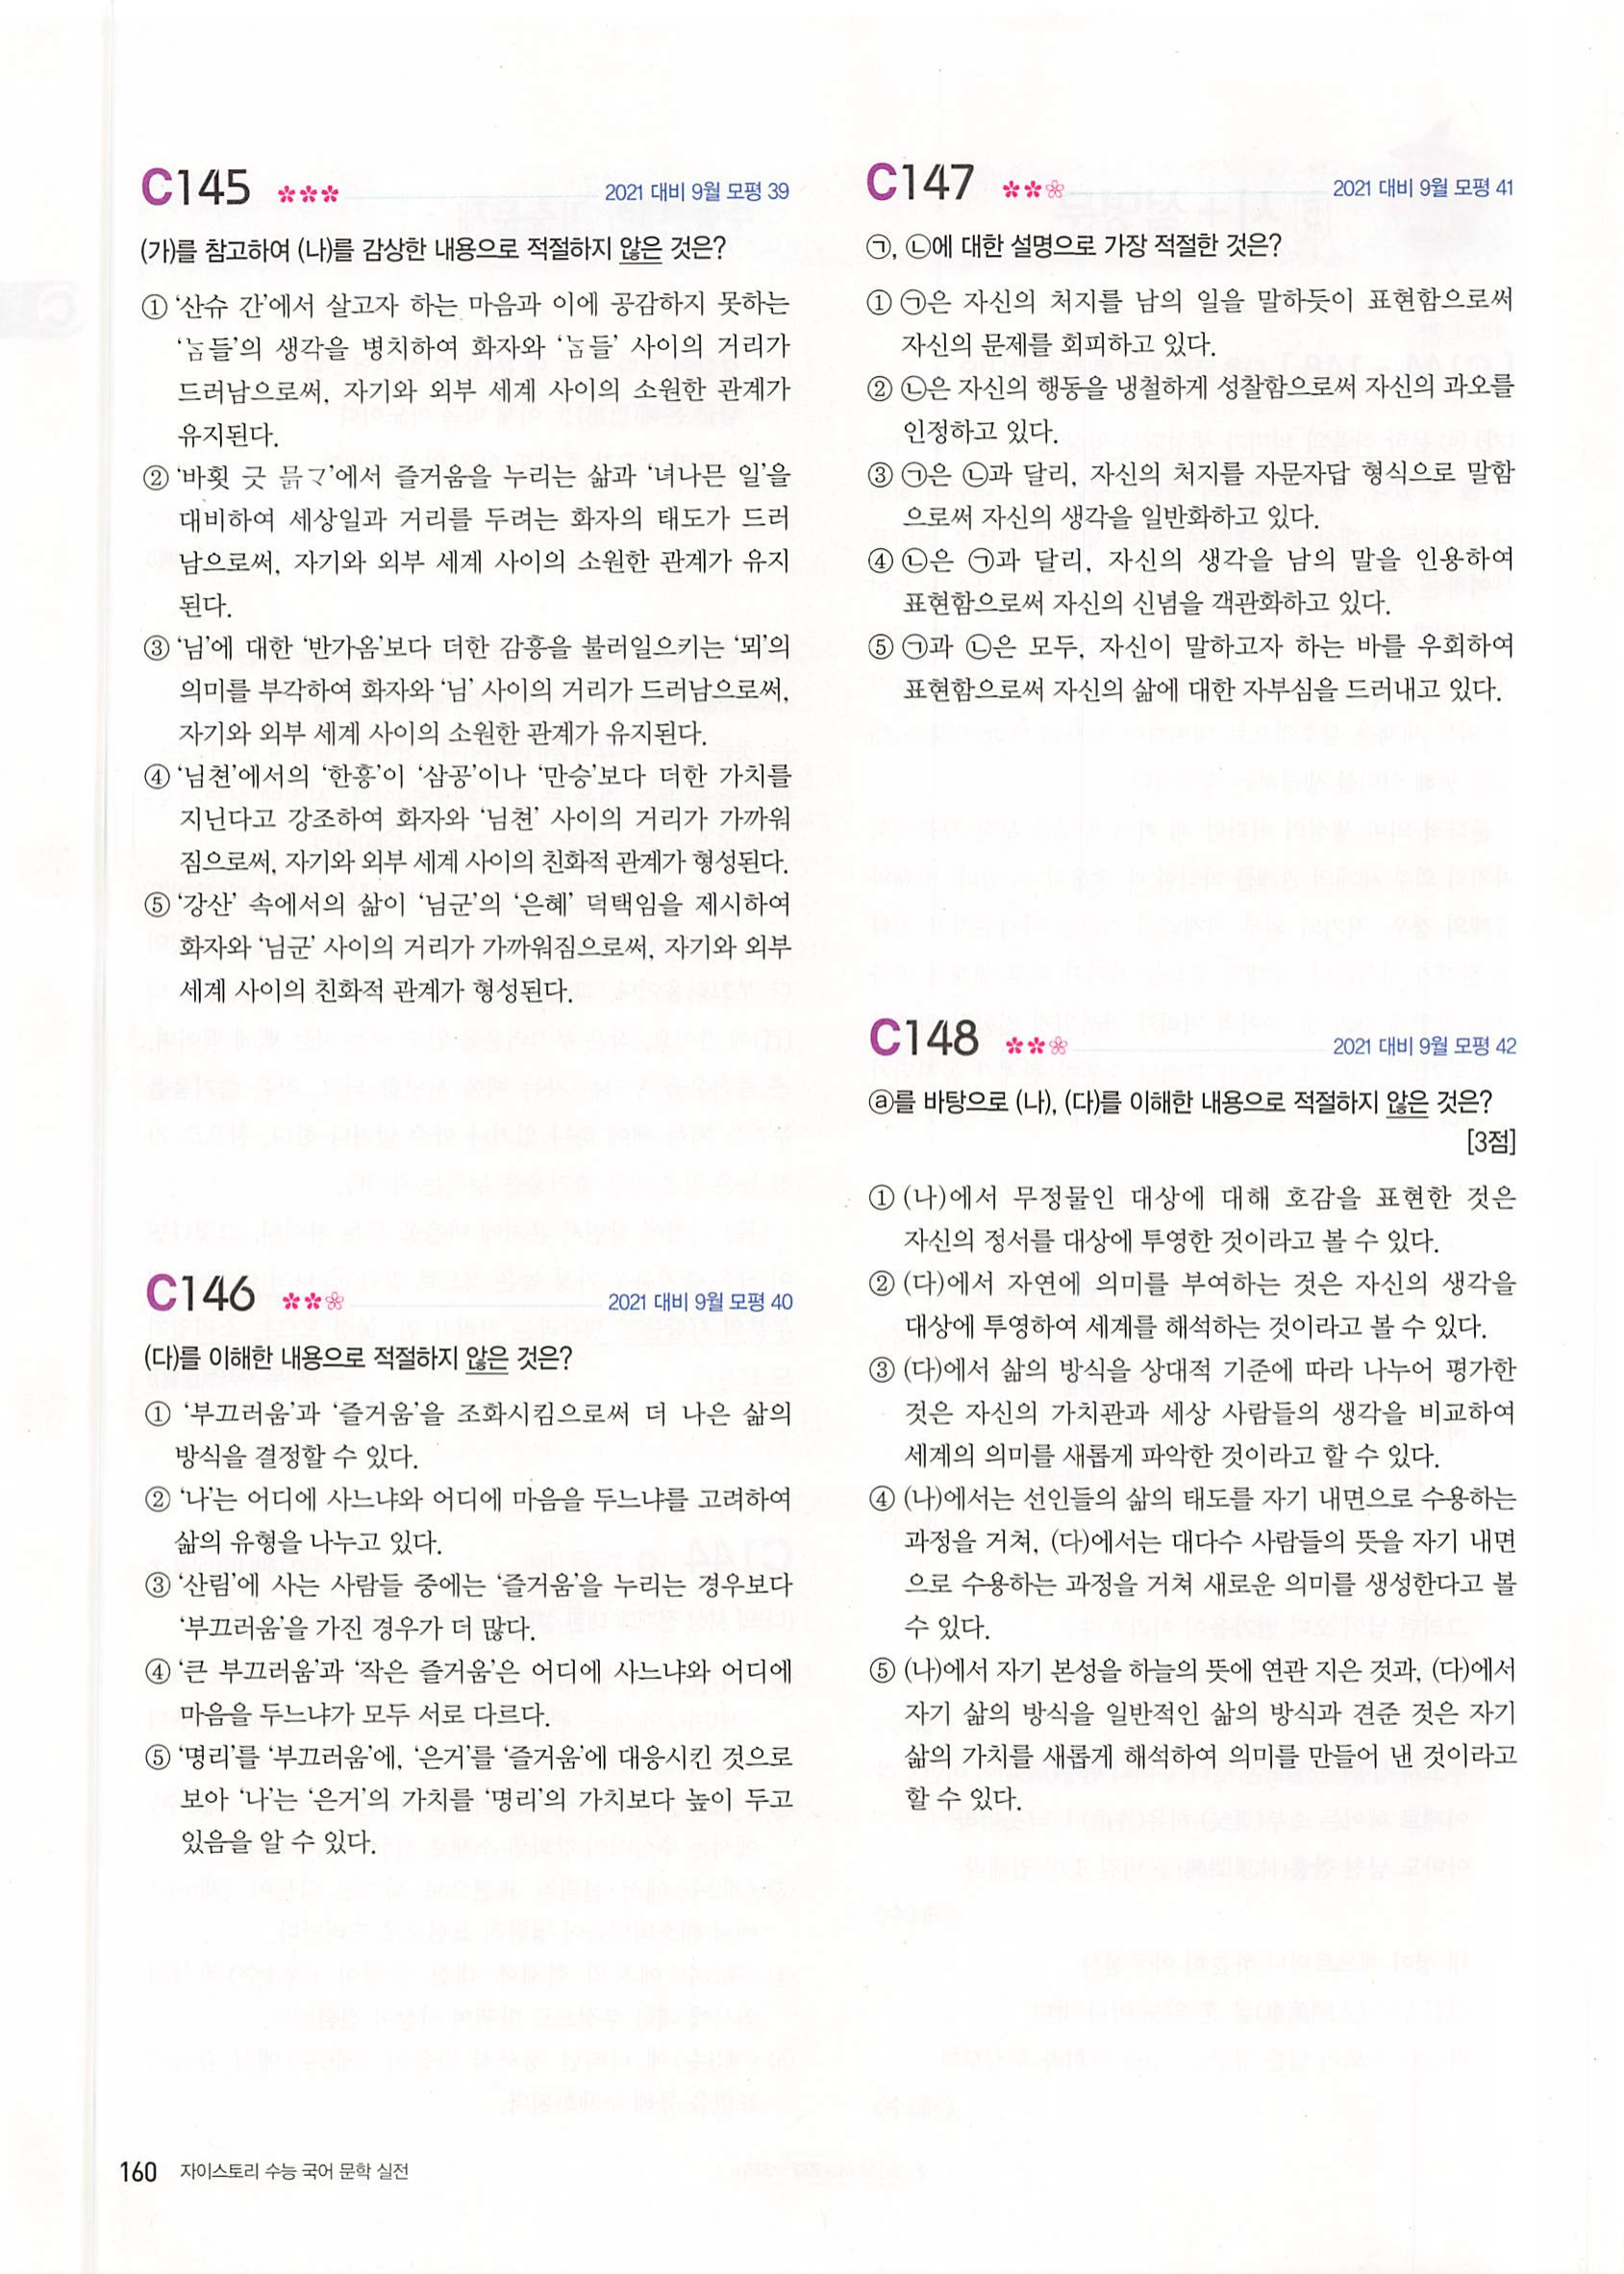 C145
2021 대비 9월 모평 39
(가)를 참고하여 (나)를 감상한 내용으로 적절하지 않은 것은?
① ‘산슈 간’에서 살고자 하는 마음과 이에 공감하지 못하는
‘ᄂᆞᆷ들’의 생각을 병치하여 화자와 ‘ᄂᆞᆷ들’ 사이의 거리가
드러남으로써, 자기와 외부 세계 사이의 소원한 관계가
유지된다.
② ‘바횟 긋 믉ᄀᆞ’에서 즐거움을 누리는 삶과 ‘녀나믄 일’을
대비하여 세상일과 거리를 두려는 화자의 태도가 드러
남으로써, 자기와 외부 세계 사이의 소원한 관계가 유지
된다.
③ ‘님’에 대한 ‘반가옴’보다 더한 감흥을 불러일으키는 ‘뫼’의
의미를 부각하여 화자와 ‘님’ 사이의 거리가 드러남으로써,
자기와 외부 세계 사이의 소원한 관계가 유지된다.
④ ‘님쳔’에서의 ‘한흥’이 ‘삼공’이나 ‘만승’보다 더한 가치를
지닌다고 강조하여 화자와 ‘님쳔’ 사이의 거리가 가까워
짐으로써, 자기와 외부 세계 사이의 친화적 관계가 형성된다.
⑤ ‘강산’ 속에서의 삶이 ‘님군’의 ‘은혜’ 덕택임을 제시하여
화자와 ‘님군’ 사이의 거리가 가까워짐으로써, 자기와 외부
세계 사이의 친화적 관계가 형성된다.
C146
2021 대비 9월 모평 40
(다)를 이해한 내용으로 적절하지 않은 것은?
① ‘부끄러움’과 ‘즐거움’을 조화시킴으로써 더 나은 삶의
방식을 결정할 수 있다.
② ‘나’는 어디에 사느냐와 어디에 마음을 두느냐를 고려하여
삶의 유형을 나누고 있다.
③ ‘산림’에 사는 사람들 중에는 ‘즐거움’을 누리는 경우보다
‘부끄러움’을 가진 경우가 더 많다.
④ ‘큰 부끄러움’과 ‘작은 즐거움’은 어디에 사느냐와 어디에
마음을 두느냐가 모두 서로 다르다.
⑤ ‘명리’를 ‘부끄러움’에, ‘은거’를 ‘즐거움’에 대응시킨 것으로
보아 ‘나’는 ‘은거’의 가치를 ‘명리’의 가치보다 높이 두고
있음을 알 수 있다.
C147
2021 대비 9월 모평 41
㉠, ㉡에 대한 설명으로 가장 적절한 것은?
① ㉠은 자신의 처지를 남의 일을 말하듯이 표현함으로써
자신의 문제를 회피하고 있다.
② ㉡은 자신의 행동을 냉철하게 성찰함으로써 자신의 과오를
인정하고 있다.
③ ㉠은 ㉡과 달리, 자신의 처지를 자문자답 형식으로 말함
으로써 자신의 생각을 일반화하고 있다.
④ ㉡은 ㉠과 달리, 자신의 생각을 남의 말을 인용하여
표현함으로써 자신의 신념을 객관화하고 있다.
⑤ ㉠과 ㉡은 모두, 자신이 말하고자 하는 바를 우회하여
표현함으로써 자신의 삶에 대한 자부심을 드러내고 있다.
C148
2021 대비 9월 모평 42
ⓐ를 바탕으로 (나), (다)를 이해한 내용으로 적절하지 않은 것은?
[3점]
① (나)에서 무정물인 대상에 대해 호감을 표현한 것은
자신의 정서를 대상에 투영한 것이라고 볼 수 있다.
② (다)에서 자연에 의미를 부여하는 것은 자신의 생각을
대상에 투영하여 세계를 해석하는 것이라고 볼 수 있다.
③ (다)에서 삶의 방식을 상대적 기준에 따라 나누어 평가한
것은 자신의 가치관과 세상 사람들의 생각을 비교하여
세계의 의미를 새롭게 파악한 것이라고 할 수 있다.
④ (나)에서는 선인들의 삶의 태도를 자기 내면으로 수용하는
과정을 거쳐, (다)에서는 대다수 사람들의 뜻을 자기 내면
으로 수용하는 과정을 거쳐 새로운 의미를 생성한다고 볼
수 있다.
⑤ (나)에서 자기 본성을 하늘의 뜻에 연관 지은 것과, (다)에서
자기 삶의 방식을 일반적인 삶의 방식과 견준 것은 자기
삶의 가치를 새롭게 해석하여 의미를 만들어 낸 것이라고
할 수 있다.
160 자이스토리 수능 국어 문학 실전